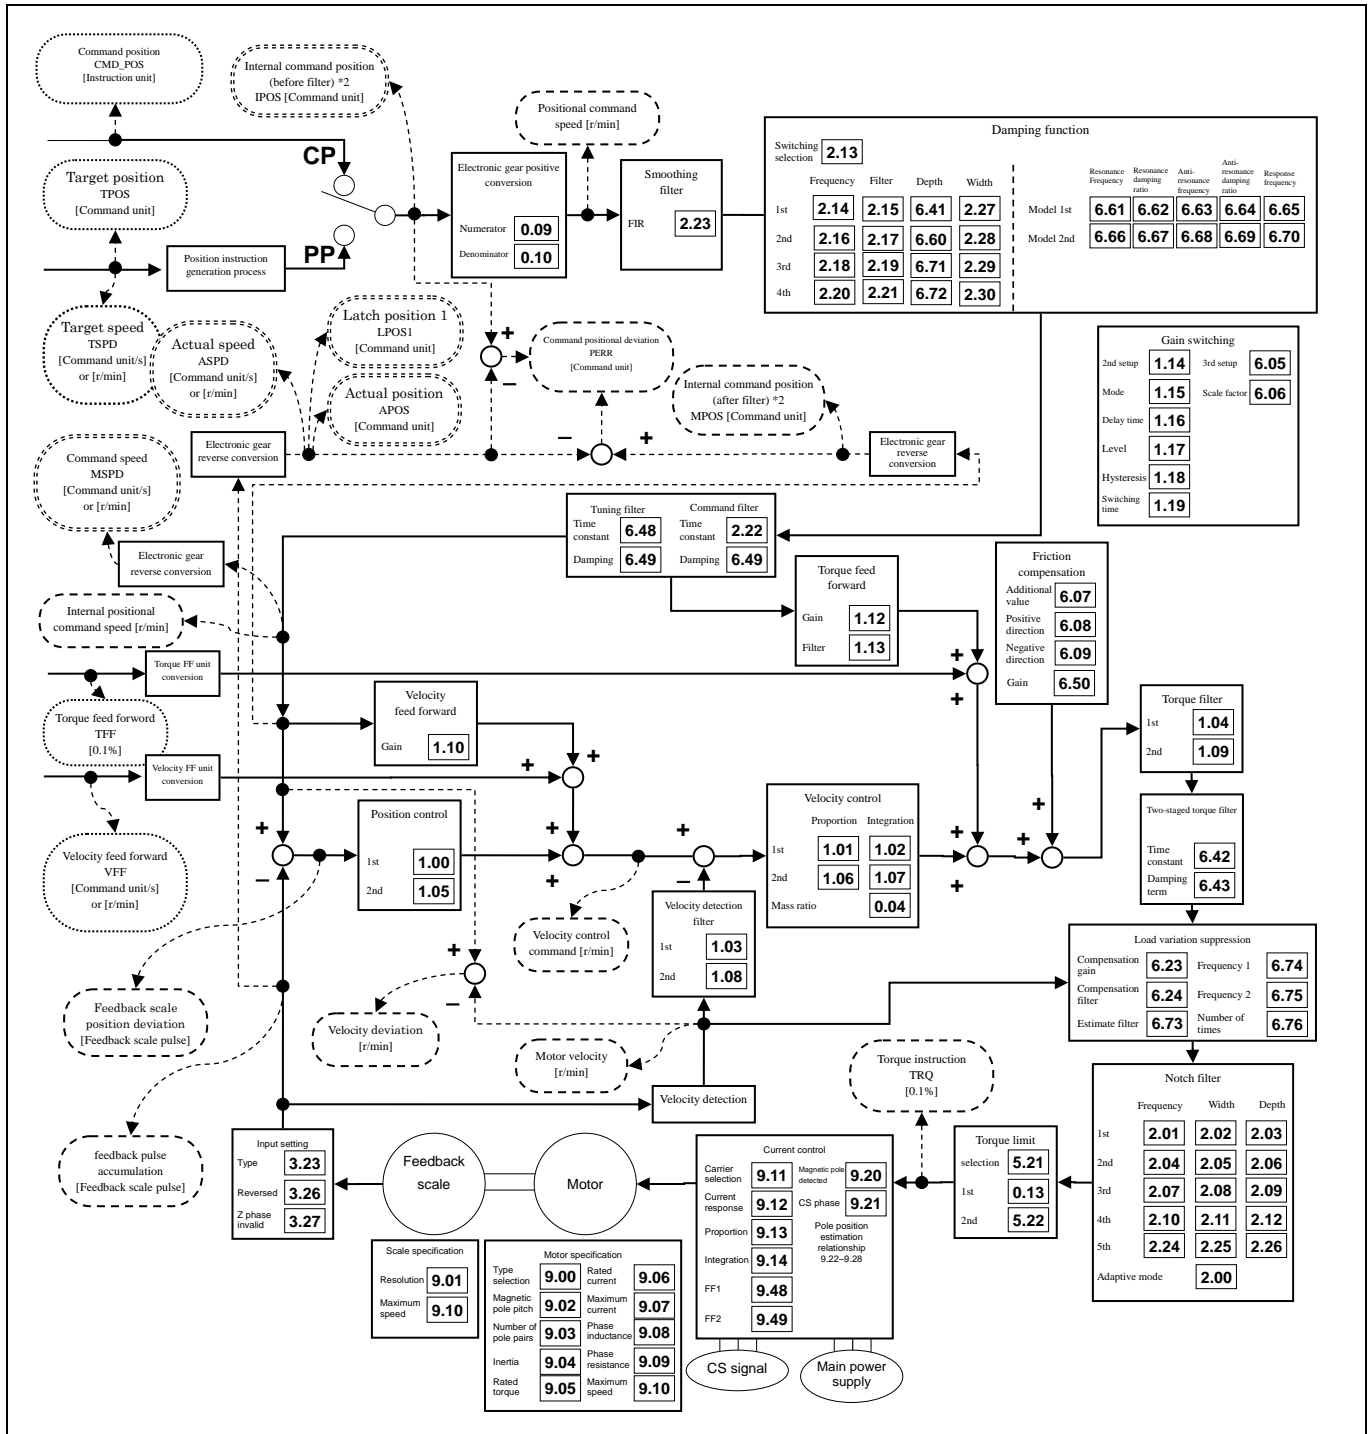 Command position
CMD_POS
[Instruction unit]
Internal command position
(before filter) *2
IPOS [Command unit]
Positional command
speed [r/min]
CP
Target position
TPOS
[Command unit]
PP
Position instruction
generation process
Electronic gear positive
conversion
Numerator 0.09
Denominator 0.10
Smoothing
filter
FIR 2.23
Damping function
Switching
selection 2.13
Frequency Filter Depth Width
1st 2.14 2.15 6.41 2.27
2nd 2.16 2.17 6.60 2.28
3rd 2.18 2.19 6.71 2.29
4th 2.20 2.21 6.72 2.30
Resonance
Frequency
Resonance
damping
ratio
Anti-
resonance
frequency
Anti-
resonance
damping
ratio
Response
frequency
Model 1st 6.61 6.62 6.63 6.64 6.65
Model 2nd 6.66 6.67 6.68 6.69 6.70
Target speed
TSPD
[Command unit/s]
or [r/min]
Actual speed
ASPD
[Command unit/s]
or [r/min]
Latch position 1
LPOS1
[Command unit]
Actual position
APOS
[Command unit]
+
−
Command positional deviation
PERR
[Command unit]
Internal command position
(after filter) *2
MPOS [Command unit]
Gain switching
2nd setup 1.14 3rd setup 6.05
Mode 1.15 Scale factor 6.06
Delay time 1.16
Level 1.17
Hysteresis 1.18
Switching
time 1.19
Command speed
MSPD
[Command unit/s]
or [r/min]
Electronic gear
reverse conversion
− +
Electronic gear
reverse conversion
Electronic gear
reverse conversion
Tuning filter Command filter
Time
constant 6.48
Time
constant 2.22
Damping 6.49 Damping 6.49
Internal positional
command speed [r/min]
Torque feed
forward
Gain 1.12
Filter 1.13
Friction
compensation
Additional
value 6.07
Positive
direction 6.08
Negative
direction 6.09
Gain 6.50
Torque FF unit
conversion
+
+
Torque feed forword
TFF
[0.1%]
Velocity
feed forward
Gain 1.10
Torque filter
1st 1.04
2nd 1.09
Velocity FF unit
conversion
+ +
Velocity feed forward
VFF
[Command unit/s]
or [r/min]
+
−
Position control
1st 1.00
2nd 1.05
+
+
+
−
Velocity control
Proportion Integration
1st 1.01 1.02
2nd 1.06 1.07
Mass ratio 0.04
+
+
+
+
Two-staged torque filter
Time
constant 6.42
Damping
term 6.43
Velocity control
command [r/min]
Velocity detection
filter
1st 1.03
2nd 1.08
+
−
Load variation suppression
Compensation
gain 6.23 Frequency 1 6.74
Compensation
filter 6.24 Frequency 2 6.75
Estimate filter 6.73
Number of
times 6.76
Feedback scale
position deviation
[Feedback scale pulse]
Velocity deviation
[r/min]
Motor velocity
[r/min]
Velocity detection
Torque instruction
TRQ
[0.1%]
Notch filter
Frequency Width Depth
1st 2.01 2.02 2.03
2nd 2.04 2.05 2.06
3rd 2.07 2.08 2.09
4th 2.10 2.11 2.12
5th 2.24 2.25 2.26
Adaptive mode 2.00
feedback pulse
accumulation
[Feedback scale pulse]
Input setting
Type 3.23
Reversed 3.26
Z phase
invalid 3.27
Feedback
scale
Motor
Current control
Carrier
selection 9.11
Magnetic pole
detected 9.20
Current
response 9.12
CS phase 9.21
Proportion 9.13
Pole position
estimation
relationship
9.22–9.28
Integration 9.14
FF1 9.48
FF2 9.49
Torque limit
selection 5.21
1st 0.13
2nd 5.22
Scale specification
Resolution 9.01
Maximum
speed 9.10
Motor specification
Type
selection 9.00
Rated
current 9.06
Magnetic
pole pitch 9.02
Maximum
current 9.07
Number of
pole pairs 9.03
Phase
inductance 9.08
Inertia 9.04
Phase
resistance 9.09
Rated
torque 9.05
Maximum
speed 9.10
CS signal
Main power
supply